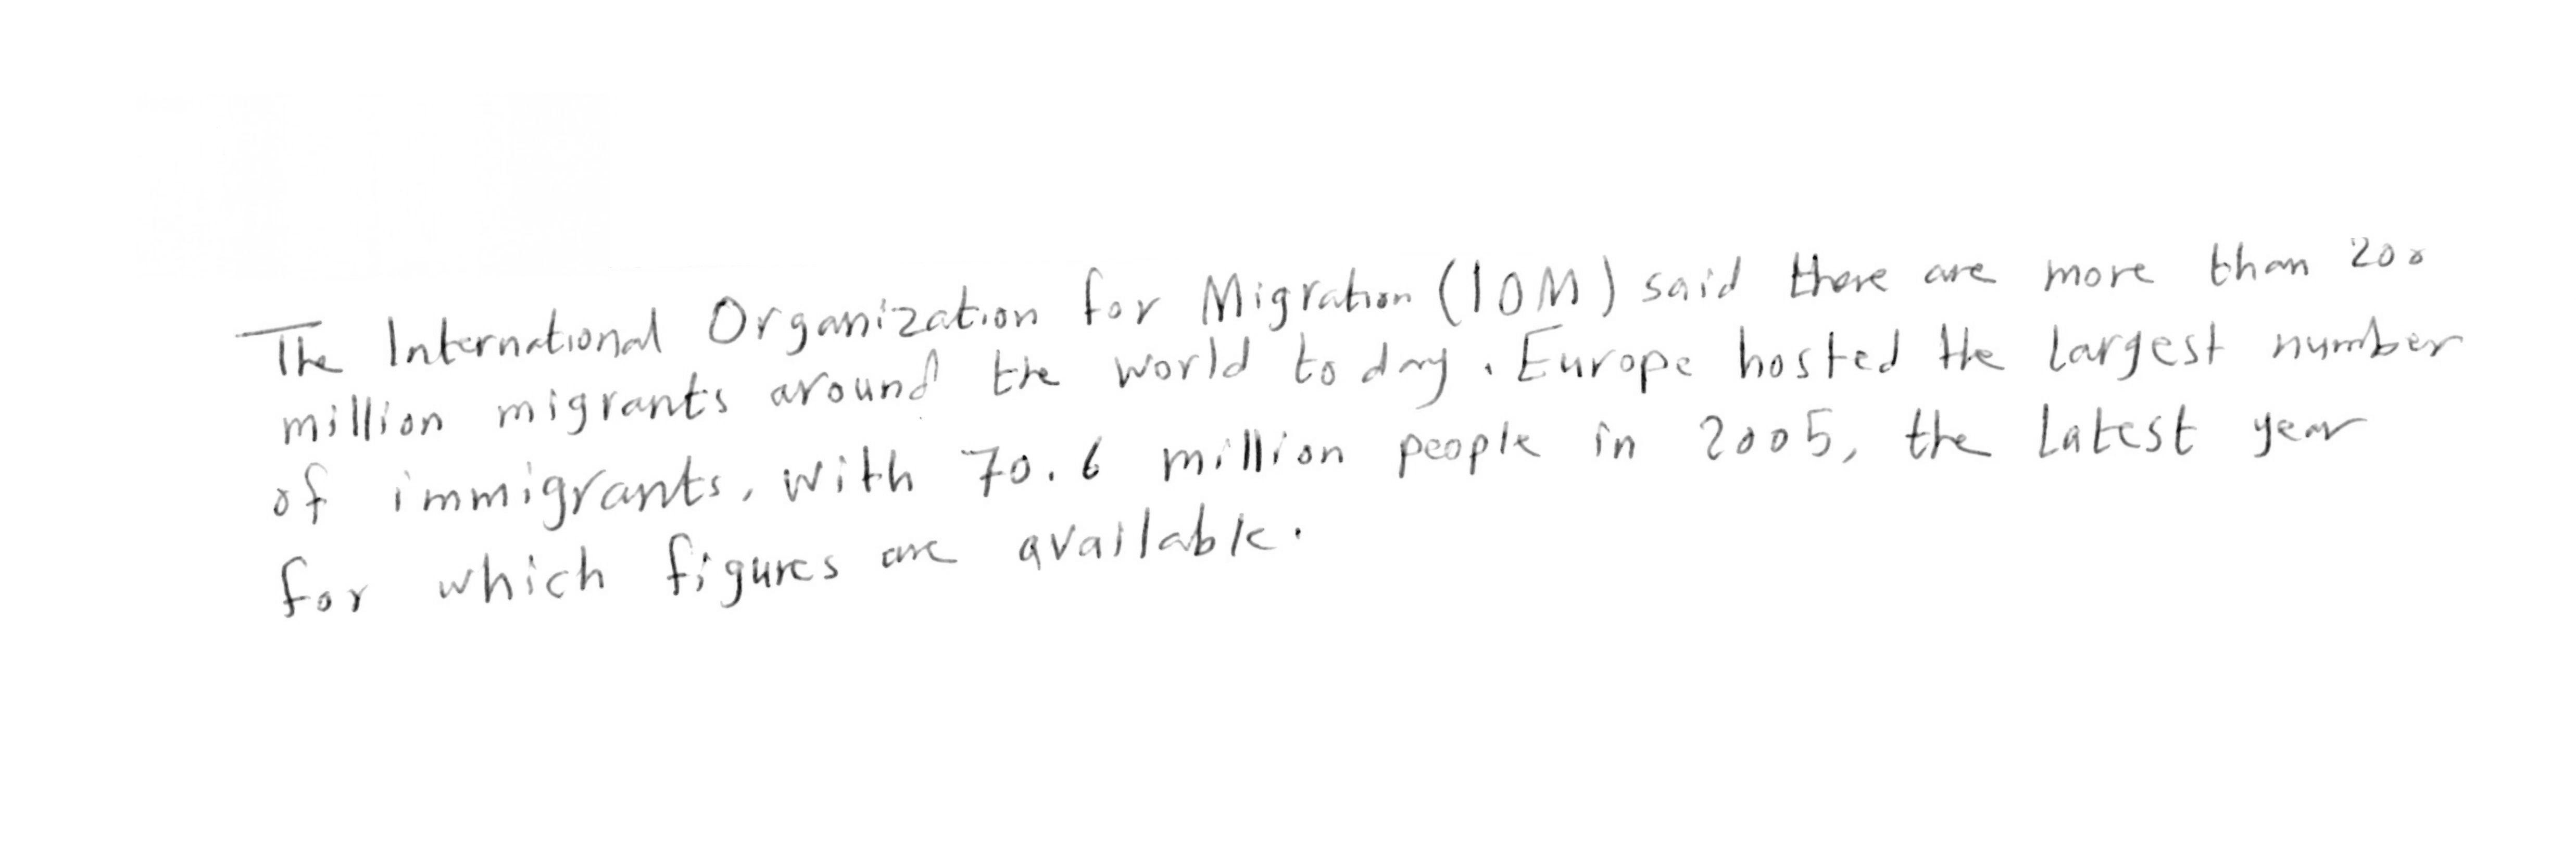 The International Organization for Migration (IOM) said there are more than 200
million migrants around the world today. Europe hosted the largest number
of immigrants, with 70.6 million people in 2005, the latest year
for which figures are available.